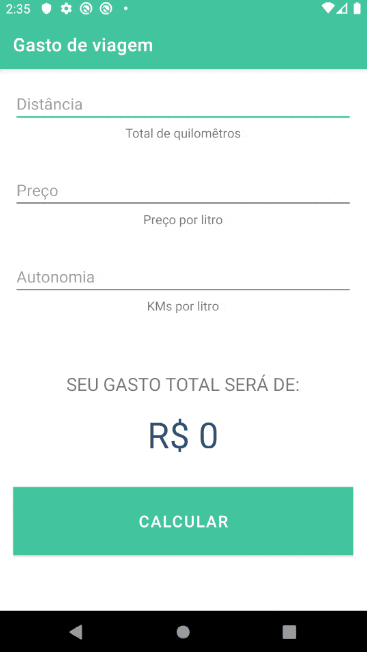 2:35
Gasto de viagem
Distância
Total de quilomêtros
Preço
Preço por litro
Autonomia
KMs por litro
SEU GASTO TOTAL SERÁ DE:
R$ 0
CALCULAR